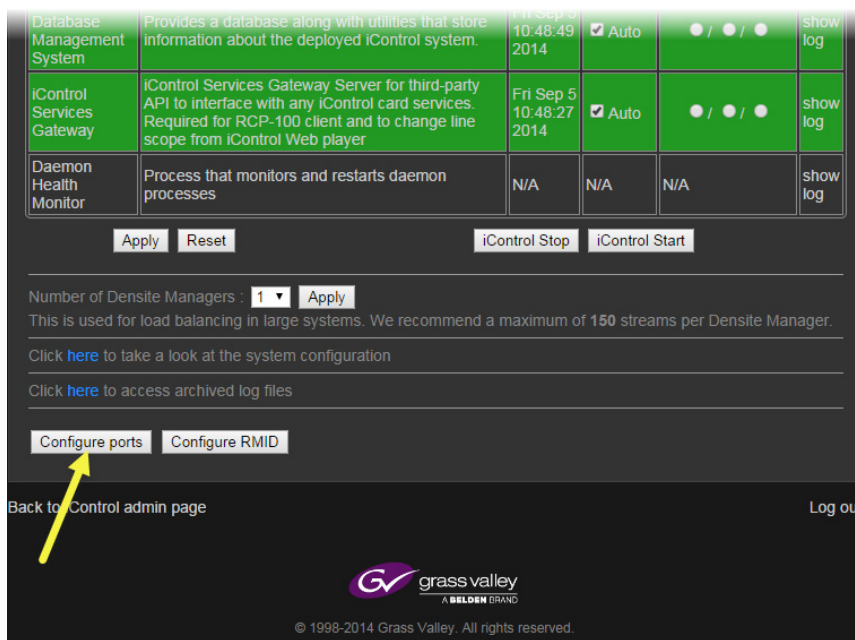 Database
Management
System
Provides a database along with utilities that store
information about the deployed iControl system.
Fri Sep 5
10:48:49
2014
Auto
/ /
show
log
iControl
Services
Gateway
iControl Services Gateway Server for third-party
API to interface with any iControl card services.
Required for RCP-100 client and to change line
scope from iControl Web player
Fri Sep 5
10:48:27
2014
Auto
/ /
show
log
Daemon
Health
Monitor
Process that monitors and restarts daemon
processes
N/A
N/A
N/A
show
log
Apply Reset iControl Stop iControl Start
Number of Densite Managers : 1 Apply
This is used for load balancing in large systems. We recommend a maximum of 150 streams per Densite Manager.
Click here to take a look at the system configuration
Click here to access archived log files
Configure ports Configure RMID
Back to iControl admin page Log ou
GV grass valley
A BELDEN BRAND
© 1998-2014 Grass Valley. All rights reserved.